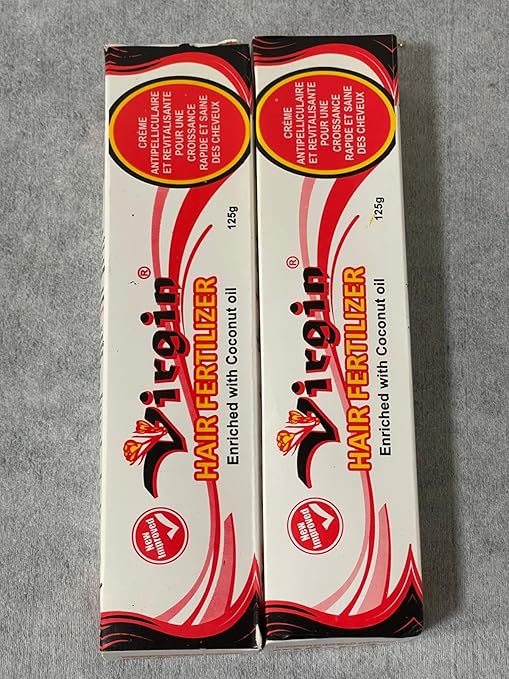 CRÈME
ANTIPELLICULAIRE
ET REVITALISANTE
POUR UNE
CROISSANCE
RAPIDE ET SAINE
DES CHEVEUX
125g
Virgin®
HAIR FERTILIZER
Enriched with Coconut oil
New
Improved
CRÈME
ANTIPELLICULAIRE
ET REVITALISANTE
POUR UNE
CROISSANCE
RAPIDE ET SAINE
DES CHEVEUX
125g
Virgin®
HAIR FERTILIZER
Enriched with Coconut oil
New
Improved